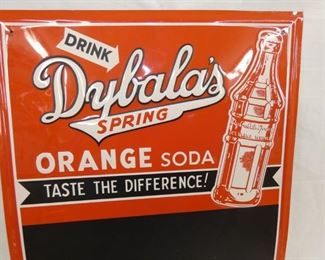 DRINK
Dybala's
SPRING
ORANGE SODA
TASTE THE DIFFERENCE!